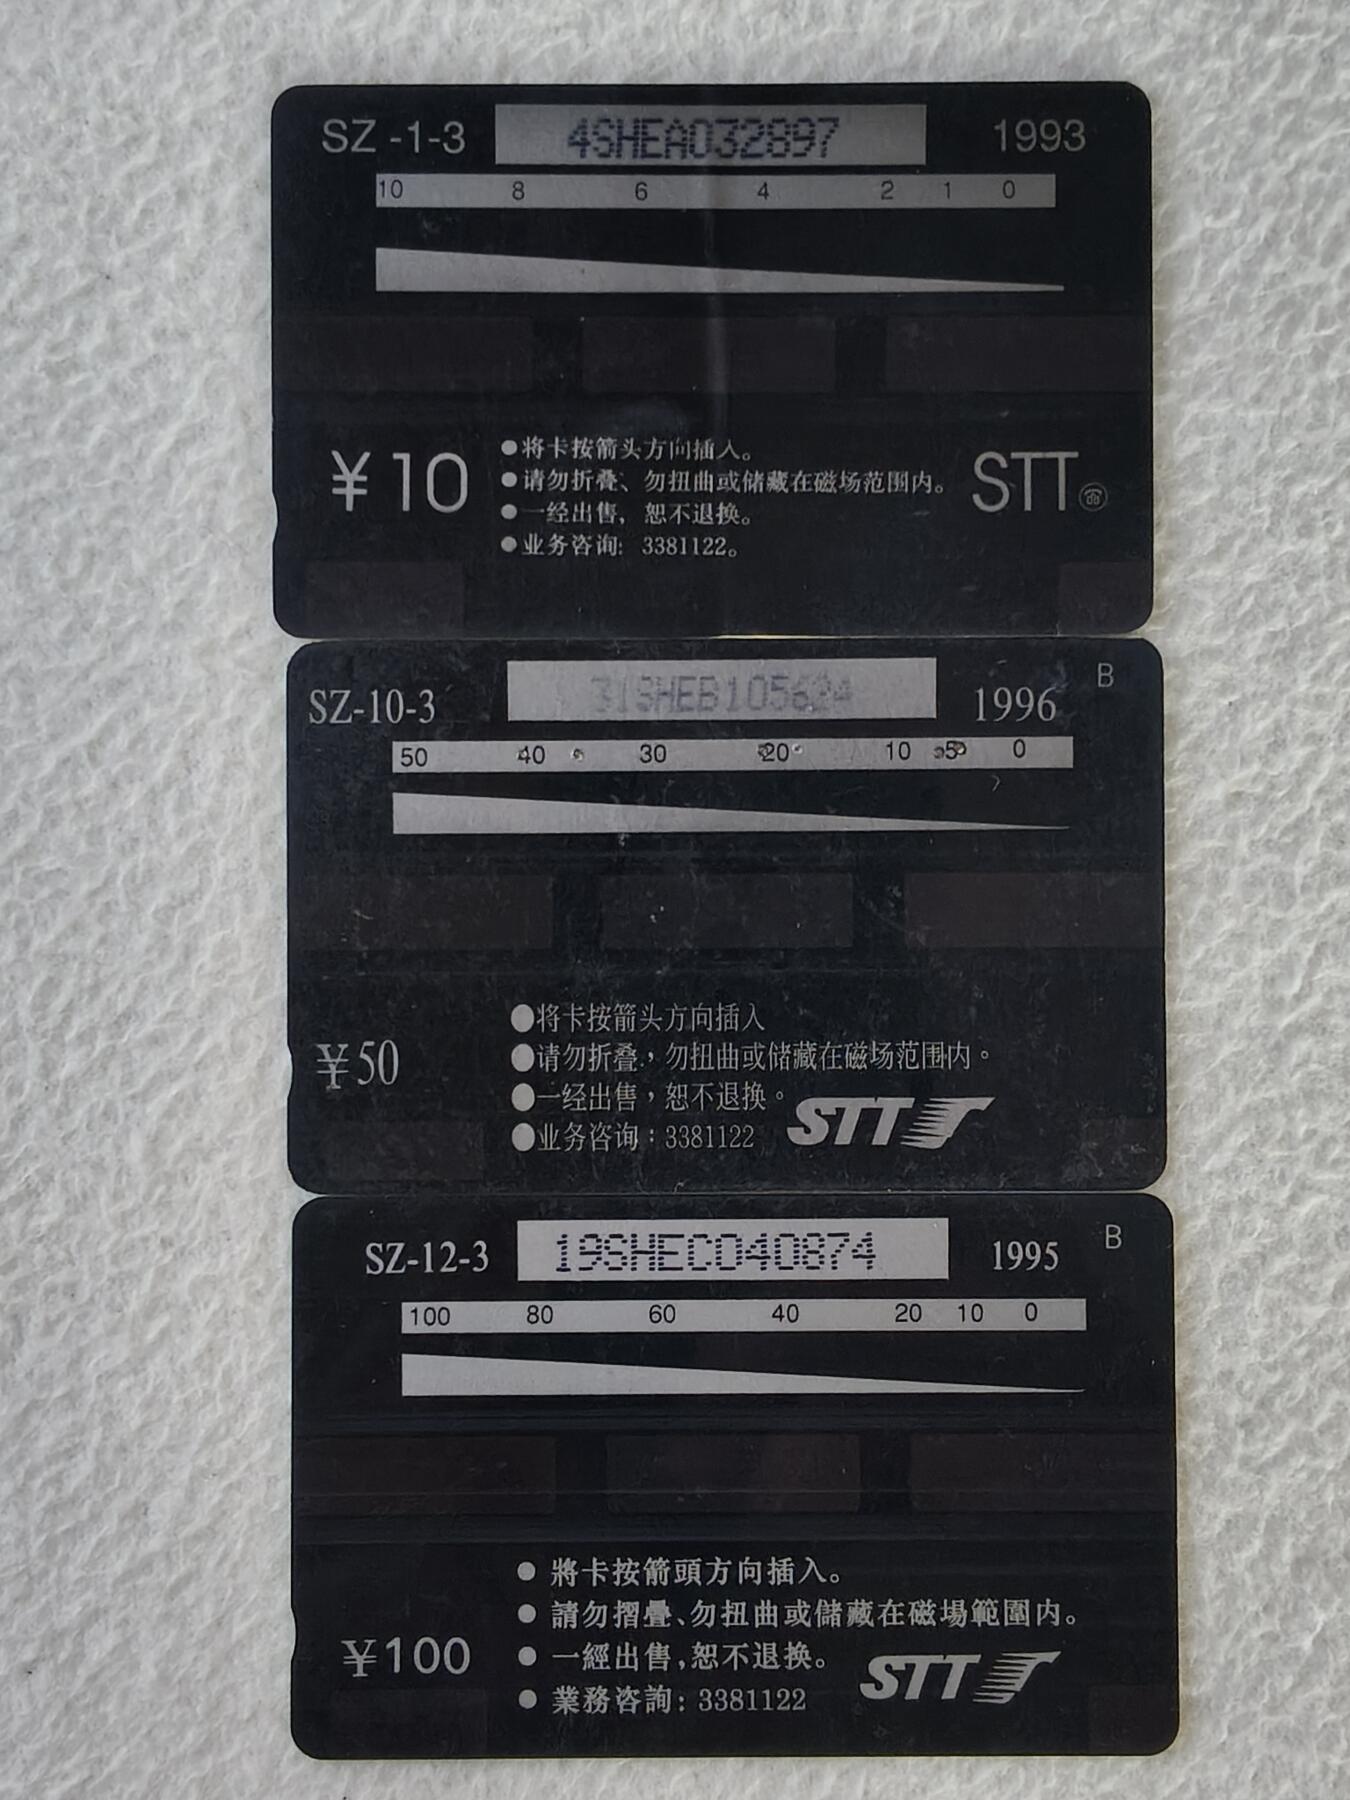 SZ -1-3 4SHEA032897 1993
10 8 6 4 2 1 0
¥10
●将卡按箭头方向插入。
●请勿折叠、勿扭曲或储藏在磁场范围内。
●一经出售，恕不退换。
●业务咨询: 3381122。
STT
B
SZ-10-3 31SHEB105624 1996
50 40 30 20 10 5 0
¥50
●将卡按箭头方向插入
●请勿折叠，勿扭曲或储藏在磁场范围内。
●一经出售，恕不退换。
●业务咨询：3381122
STT
B
SZ-12-3 19SHEC040874 1995
100 80 60 40 20 10 0
¥100
● 將卡按箭頭方向插入。
● 請勿摺疊、勿扭曲或儲藏在磁場範圍内。
● 一經出售,恕不退换。
● 業務咨詢: 3381122
STT